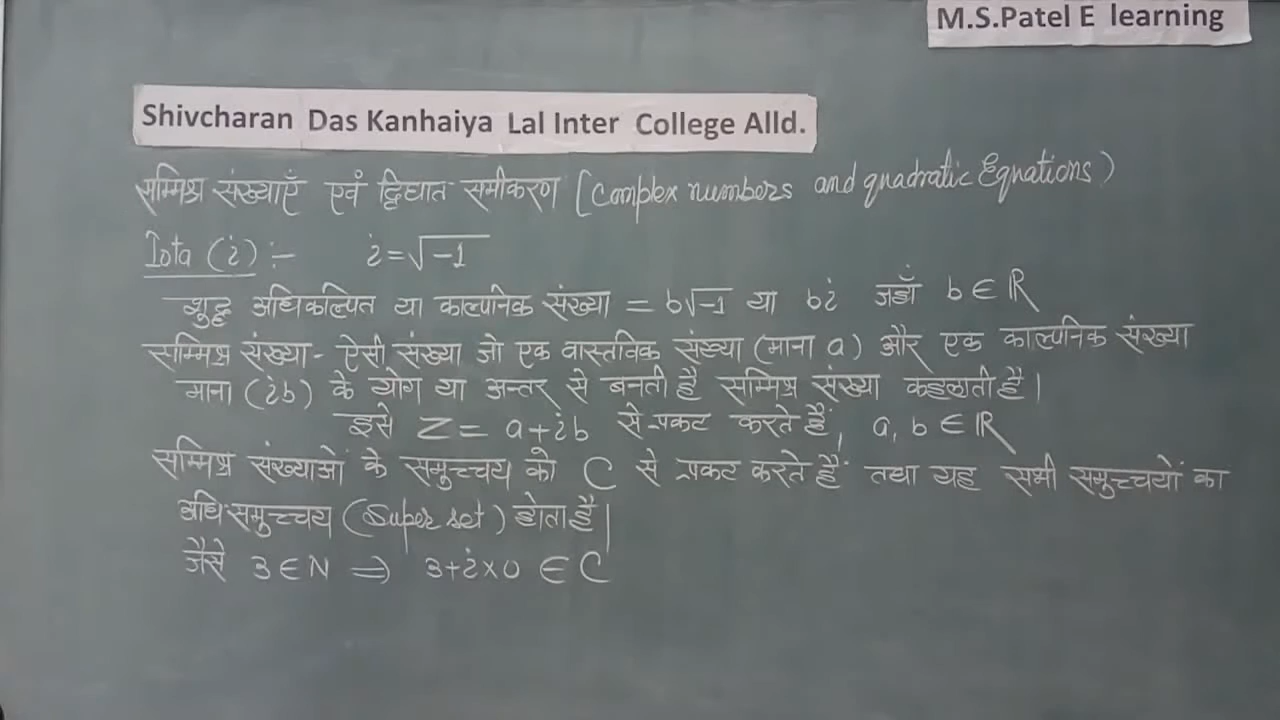 M.S.Patel E learning
Shivcharan Das Kanhaiya Lal Inter College Alld.
सम्मिश्र संख्याएँ एवं द्विघात समीकरण [Complex numbers and quadratic Equations)
Iota (i) :- i = √-1
शुद्ध अधिकल्पित या काल्पनिक संख्या = b√-1 या bi जहाँ b ∈ ℝ
सम्मिश्र संख्या - ऐसी संख्या जो एक वास्तविक संख्या (माना a) और एक काल्पनिक संख्या
माना (ib) के योग या अन्तर से बनती है सम्मिश्र संख्या कहलाती है।
इसे Z = a+ib से प्रकट करते हैं, a, b ∈ ℝ
सम्मिश्र संख्याओं के समुच्चय को C से प्रकट करते हैं तथा यह सभी समुच्चयों का
अधिसमुच्चय (Super set) होता है|
जैसे 3 ∈ N ⇒ 3+i×0 ∈ C